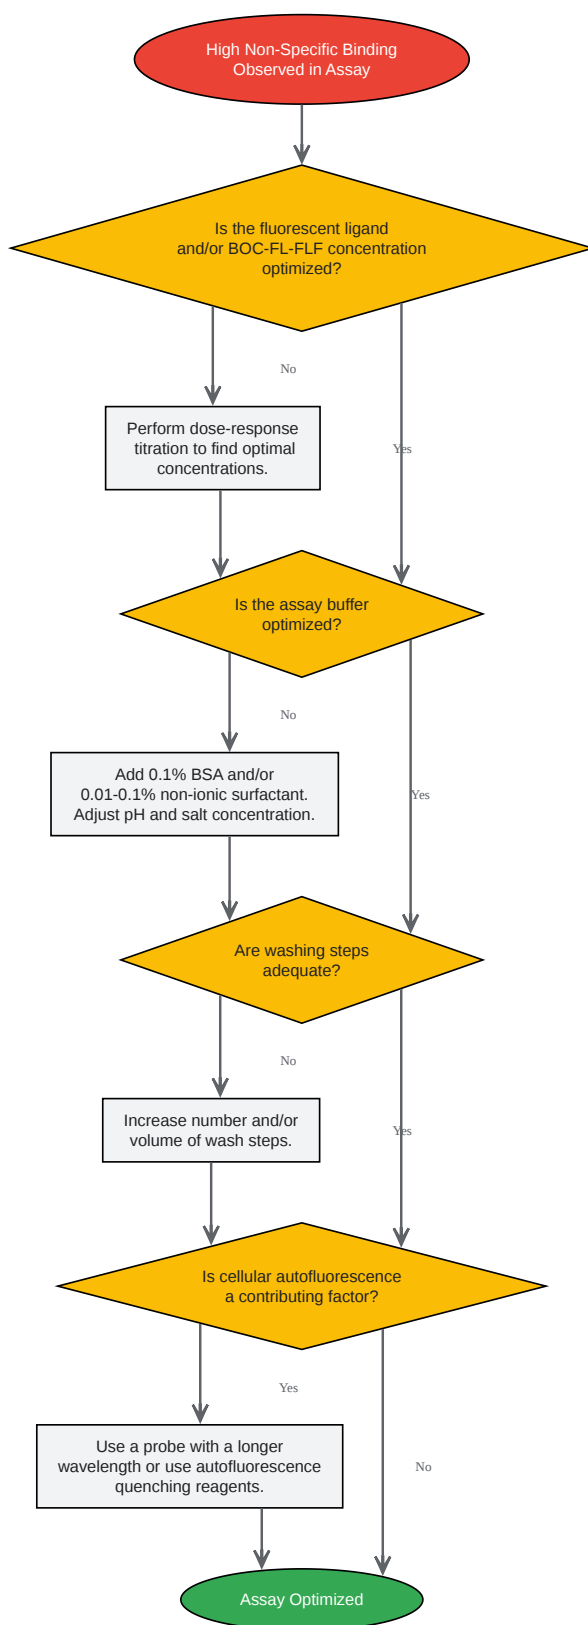 High Non-Specific Binding
Observed in Assay
Is the fluorescent ligand
and/or BOC-FL-FLF concentration
optimized?
No
Perform dose-response
titration to find optimal
concentrations.
Yes
Is the assay buffer
optimized?
No
Add 0.1% BSA and/or
0.01-0.1% non-ionic surfactant.
Adjust pH and salt concentration.
Yes
Are washing steps
adequate?
No
Increase number and/or
volume of wash steps.
Yes
Is cellular autofluorescence
a contributing factor?
Yes
Use a probe with a longer
wavelength or use autofluorescence
quenching reagents.
No
Assay Optimized